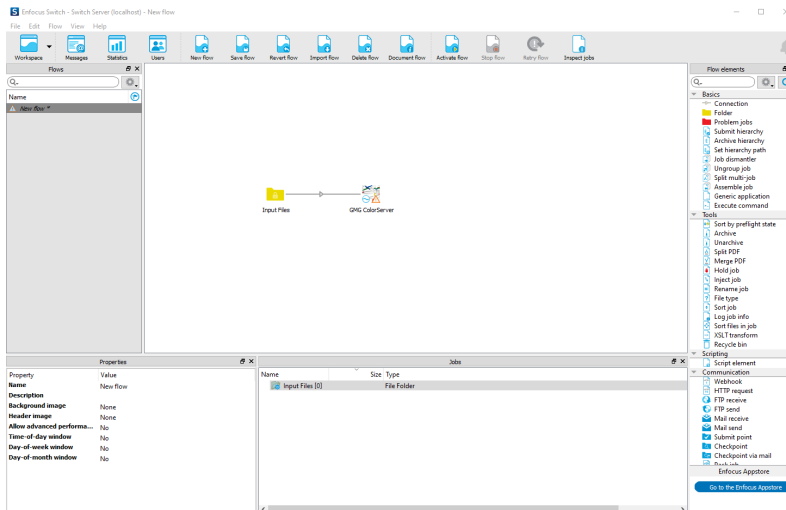 Enfocus Switch - Switch Server (localhost) - New flow
File Edit Flow View Help
Workspace Messages Statistics Users New flow Save flow Revert flow Import flow Delete flow Document flow Activate flow Stop flow Retry flow Inspect jobs
Flows
Name
New flow *
Input Files
GMG ColorServer
Flow elements
Basics
Connection
Folder
Problem jobs
Submit hierarchy
Archive hierarchy
Set hierarchy path
Job dismantler
Ungroup job
Split multi-job
Assemble job
Generic application
Execute command
Tools
Sort by preflight state
Archive
Unarchive
Split PDF
Merge PDF
Hold job
Inject job
Rename job
File type
Sort job
Log job info
Sort files in job
XSLT transform
Recycle bin
Scripting
Script element
Communication
Webhook
HTTP request
FTP receive
FTP send
Mail receive
Mail send
Submit point
Checkpoint
Checkpoint via mail
Enfocus Appstore
Go to the Enfocus Appstore
Properties
Property Value
Name New flow
Description
Background image None
Header image None
Allow advanced performa... No
Time-of-day window No
Day-of-week window No
Day-of-month window No
Jobs
Name Size Type
Input Files [0] File Folder